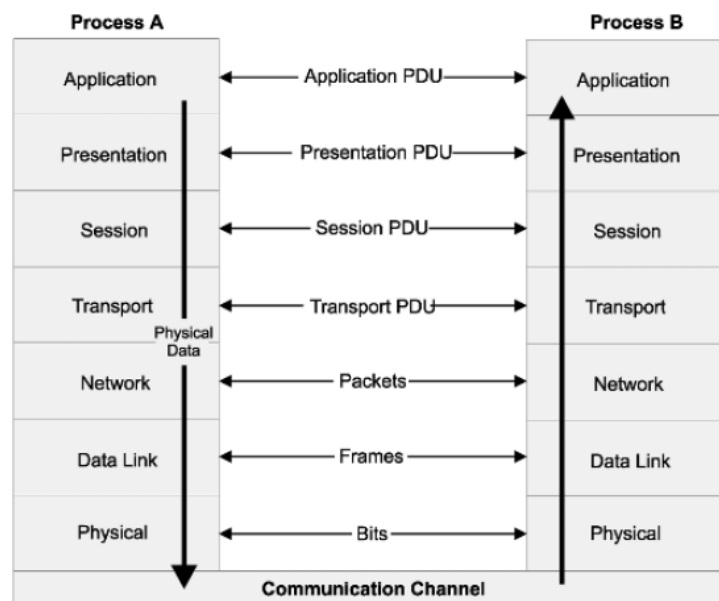 Process A
Process B
Application
Application PDU
Application
Presentation
Presentation PDU
Presentation
Session
Session PDU
Session
Transport
Transport PDU
Transport
Physical
Data
Network
Packets
Network
Data Link
Frames
Data Link
Physical
Bits
Physical
Communication Channel